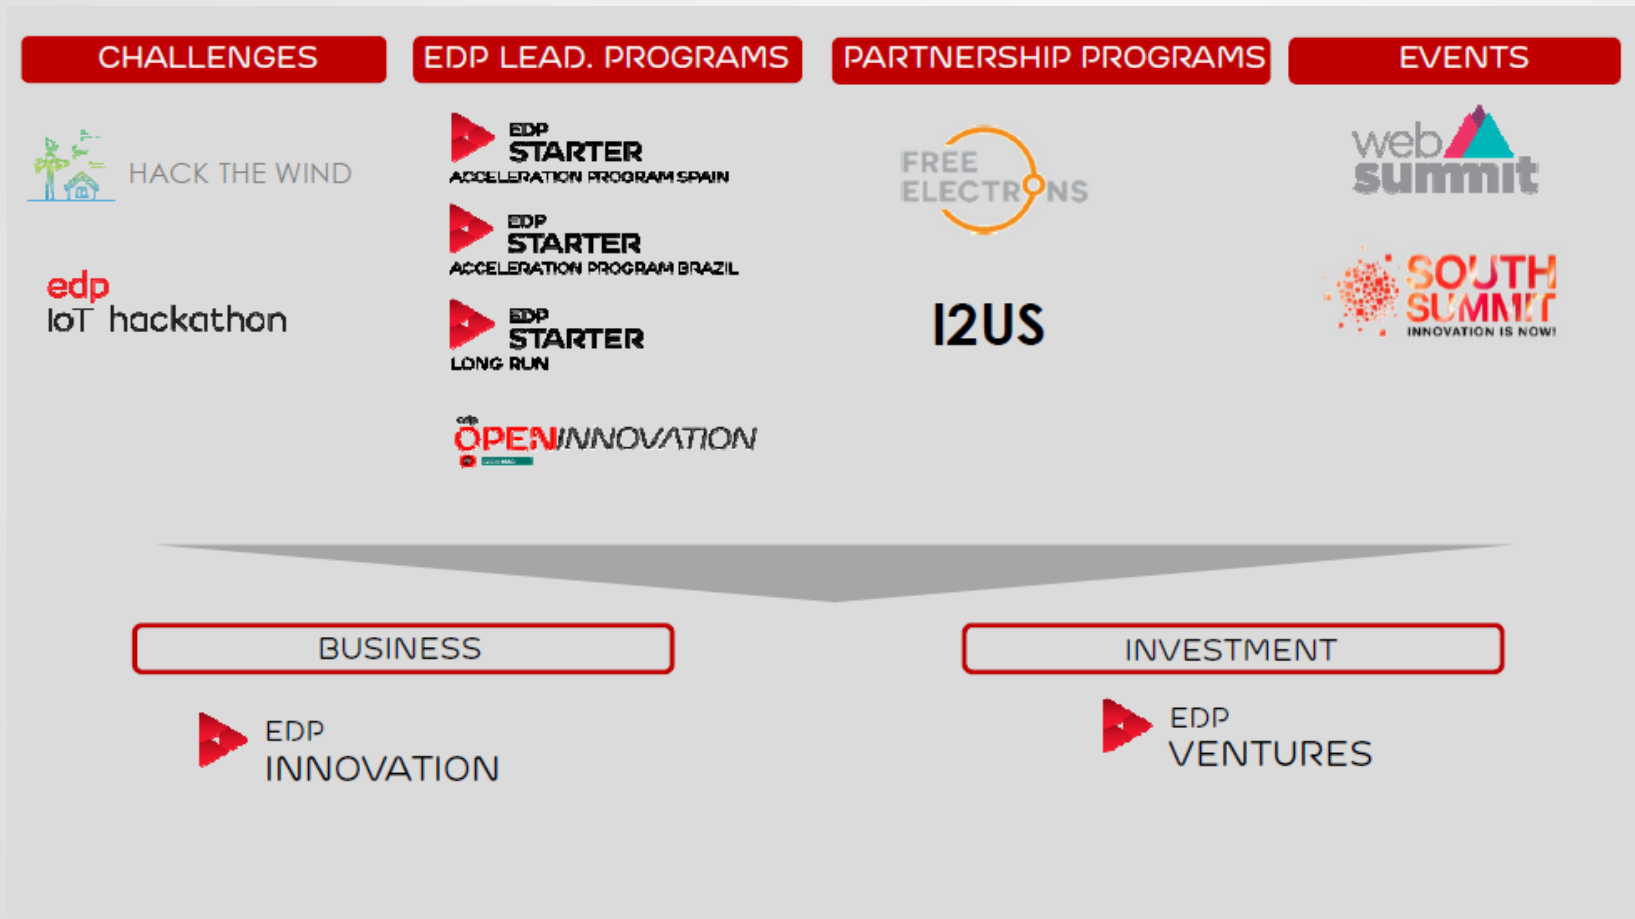 CHALLENGES
EDP LEAD. PROGRAMS
PARTNERSHIP PROGRAMS
EVENTS
HACK THE WIND
edp
IoT hackathon
EDP
STARTER
ACCELERATION PROGRAM SPAIN
EDP
STARTER
ACCELERATION PROGRAM BRAZIL
EDP
STARTER
LONG RUN
edp
OPENINNOVATION
FREE
ELECTRONS
I2US
web
summit
SOUTH
SUMMIT
INNOVATION IS NOW!
BUSINESS
INVESTMENT
EDP
INNOVATION
EDP
VENTURES